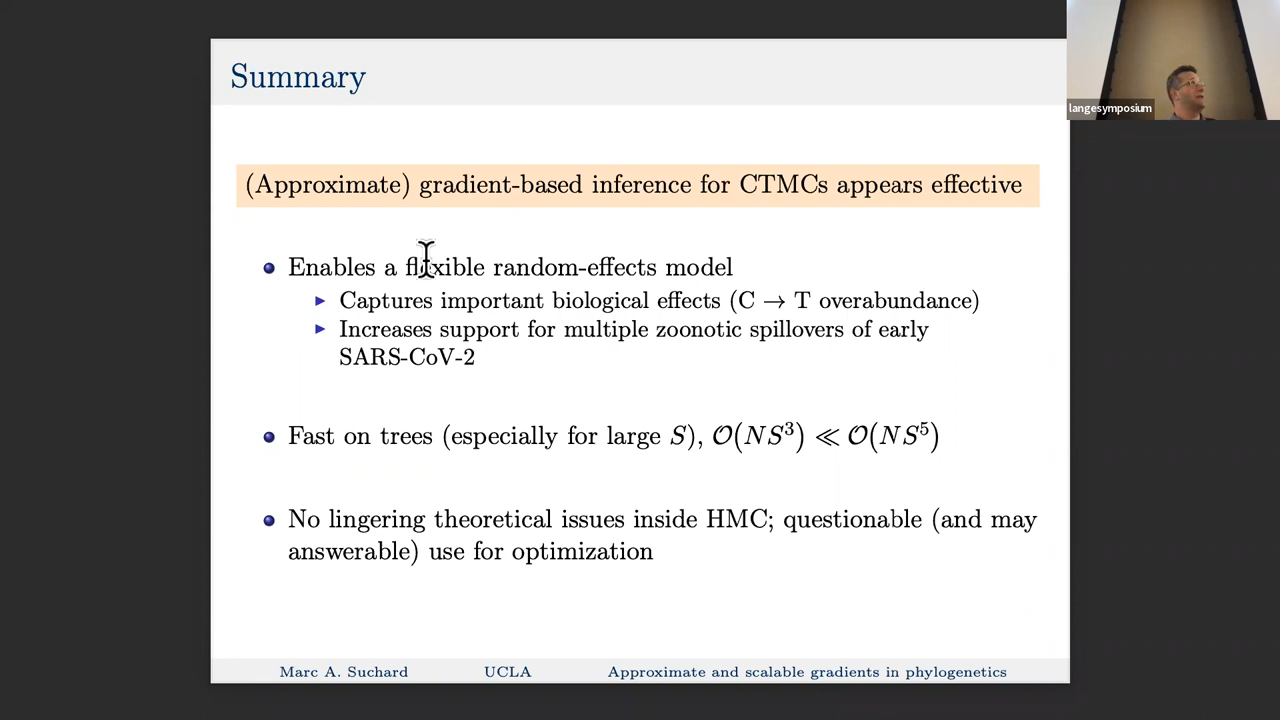 Summary
langesymposium
(Approximate) gradient-based inference for CTMCs appears effective
Enables a flexible random-effects model
Captures important biological effects (C → T overabundance)
Increases support for multiple zoonotic spillovers of early
SARS-CoV-2
Fast on trees (especially for large S), O(NS³) ≪ O(NS⁵)
No lingering theoretical issues inside HMC; questionable (and may
answerable) use for optimization
Marc A. Suchard UCLA Approximate and scalable gradients in phylogenetics